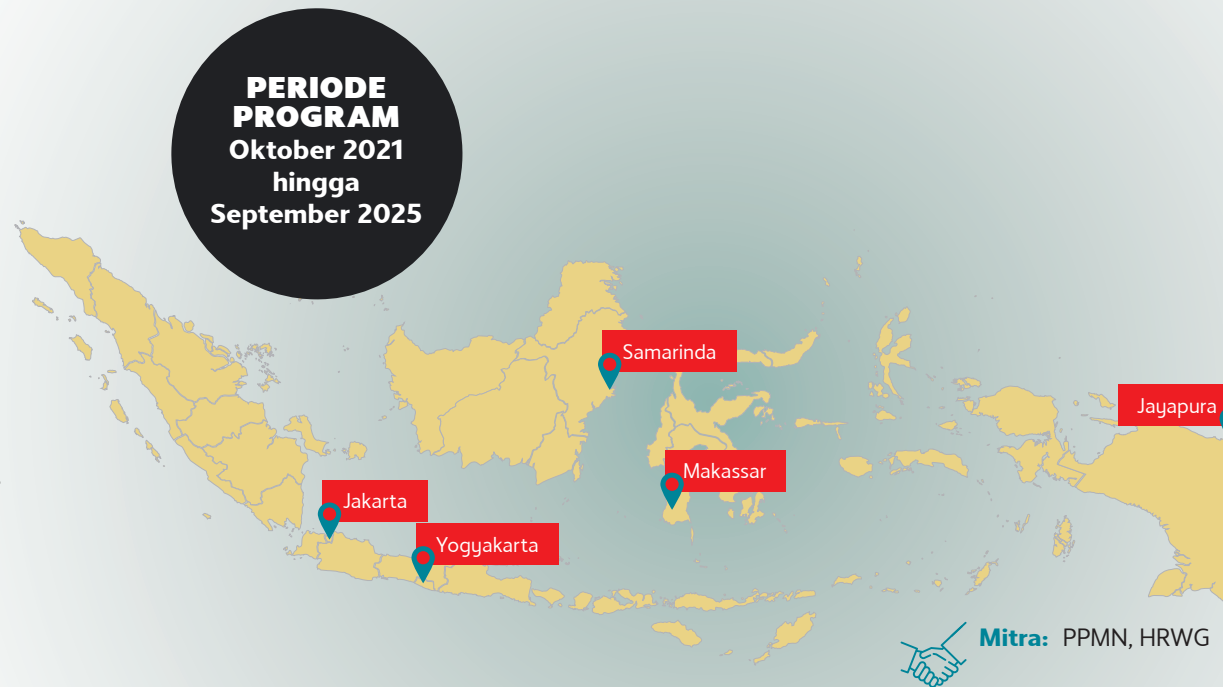 PERIODE
PROGRAM
Oktober 2021
hingga
September 2025
Samarinda
Jayapura
Makassar
Jakarta
Yogyakarta
Mitra: PPMN, HRWG